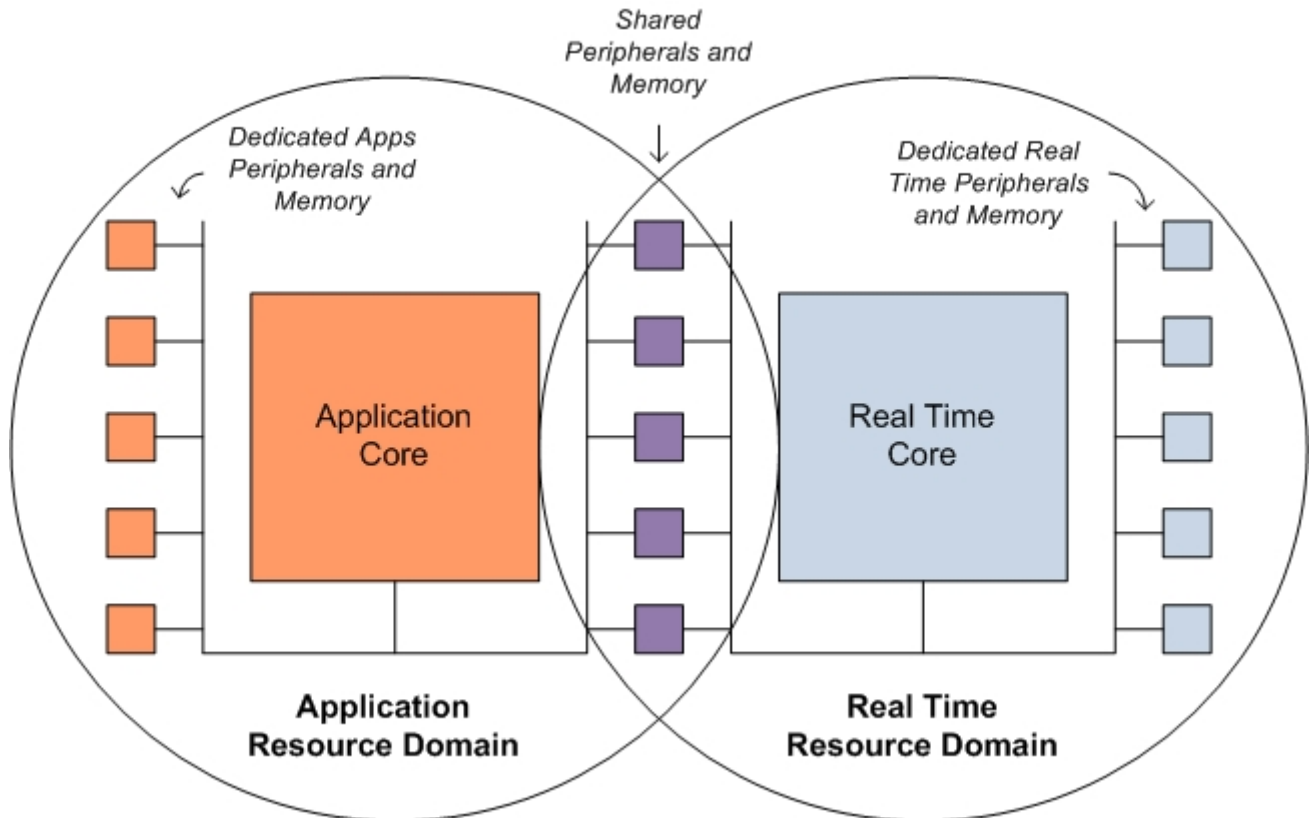 Shared
Peripherals and
Memory
Dedicated Apps
Peripherals and
Memory
Dedicated Real
Time Peripherals
and Memory
Application
Core
Real Time
Core
Application
Resource Domain
Real Time
Resource Domain